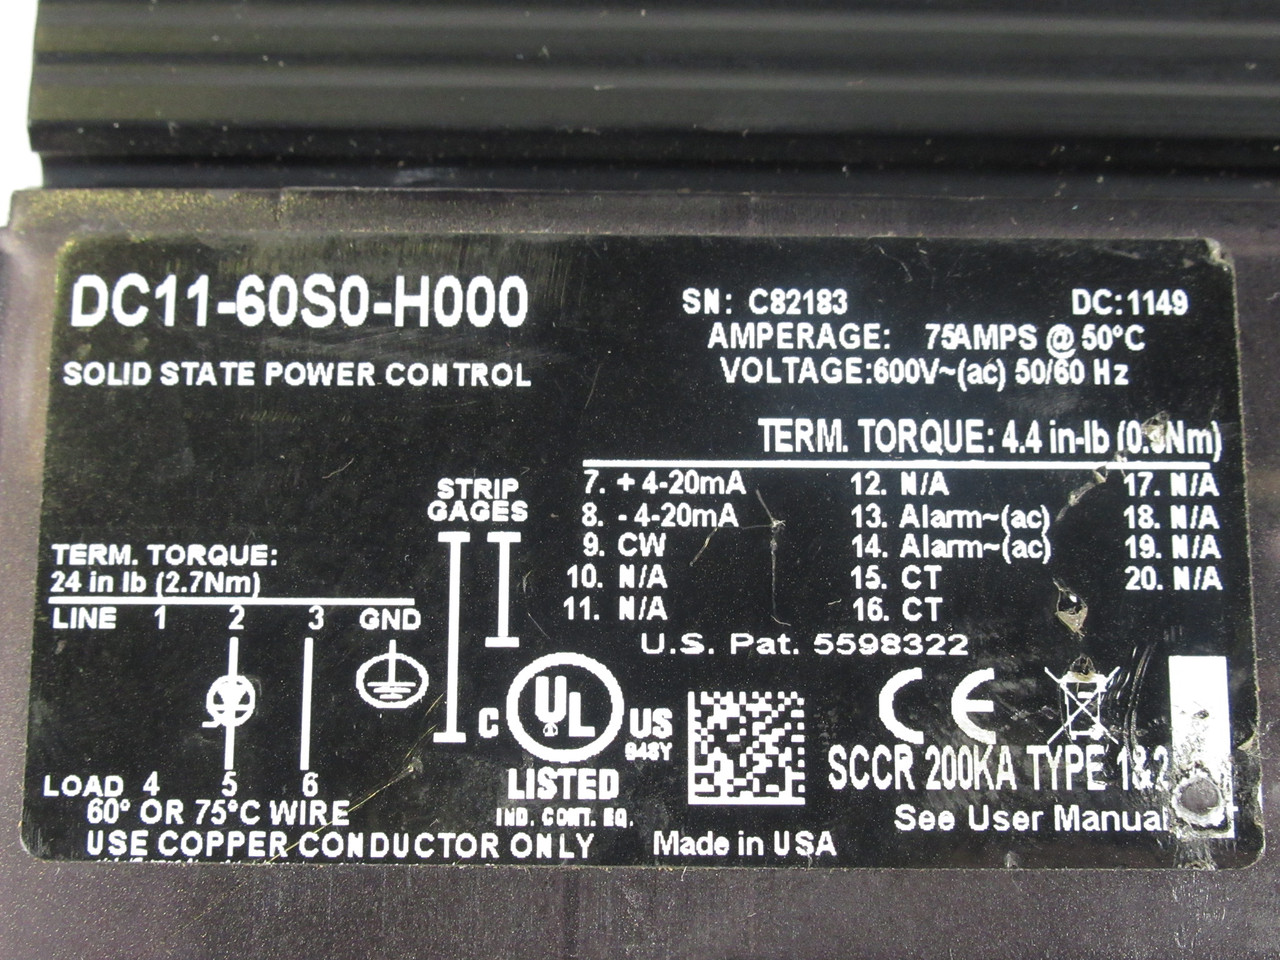 DC11-60S0-H000
SOLID STATE POWER CONTROL
SN: C82183 DC:1149
AMPERAGE: 75AMPS @ 50°C
VOLTAGE:600V~(ac) 50/60 Hz
TERM. TORQUE: 4.4 in-lb
7. + 4-20mA
8. - 4-20mA
9. CW
10. N/A
11. N/A
12. N/A
13. Alarm~(ac)
14. Alarm~(ac)
15. CT
16. CT
17. N/A
18. N/A
19. N/A
20. N/A
U.S. Pat. 5598322
STRIP
GAGES
TERM. TORQUE:
24 in lb (2.7Nm)
LINE 1 2 3 GND
LOAD 4 5 6
60° OR 75°C WIRE
USE COPPER CONDUCTOR ONLY
C UL US
94SY
LISTED
IND. CONT. EQ.
Made in USA
CE
SCCR 200KA TYPE 1&2
See User Manual